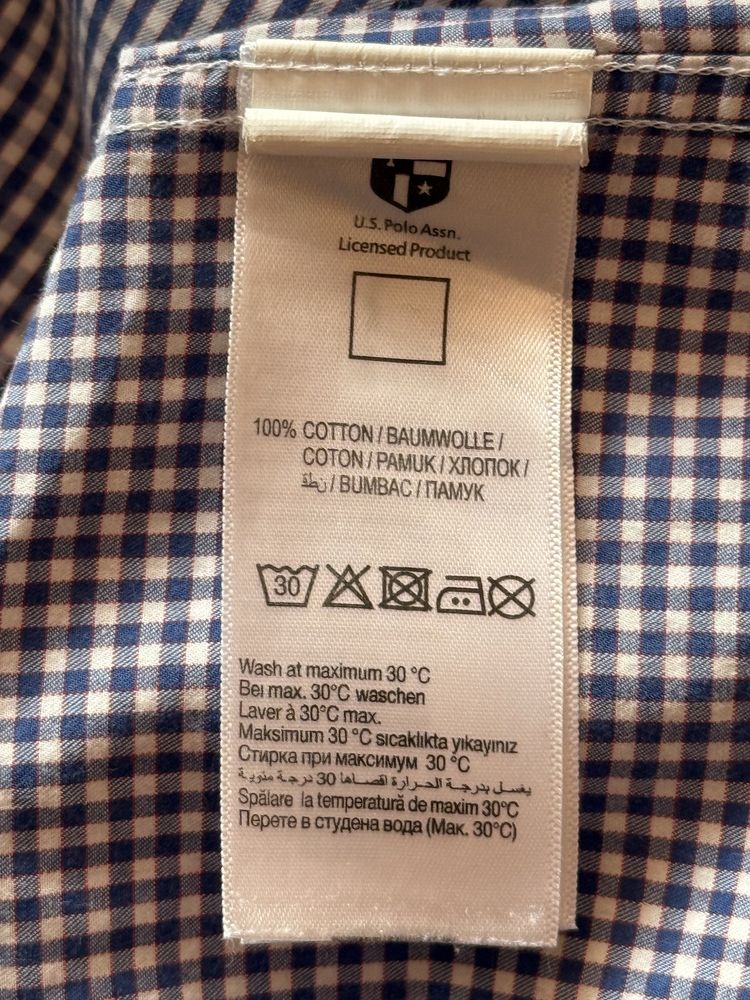 U.S. Polo Assn.
Licensed Product
100% COTTON / BAUMWOLLE /
COTON / PAMUK / ХЛОПОК /
قطن / BUMBAC / ПАМУК
30
Wash at maximum 30 °C
Bei max. 30°C waschen
Laver à 30°C max.
Maksimum 30 °C sıcaklıkta yıkayınız
Стирка при максимум 30 °C
يغسل بدرجة الحرارة اقصاها 30 درجة مئوية
Spălare la temperatură de maxim 30°C
Перете в студена вода (Мак. 30°C)